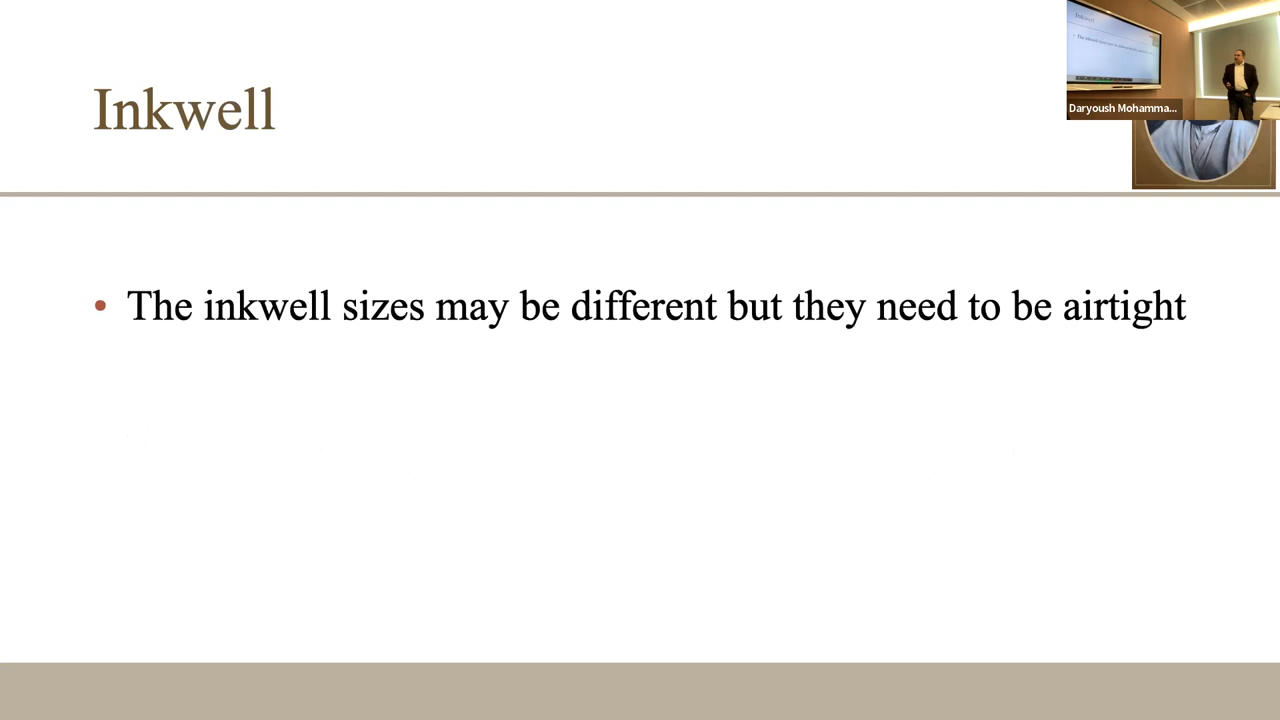 Inkwell
Daryoush Mohamma...
• The inkwell sizes may be different but they need to be airtight